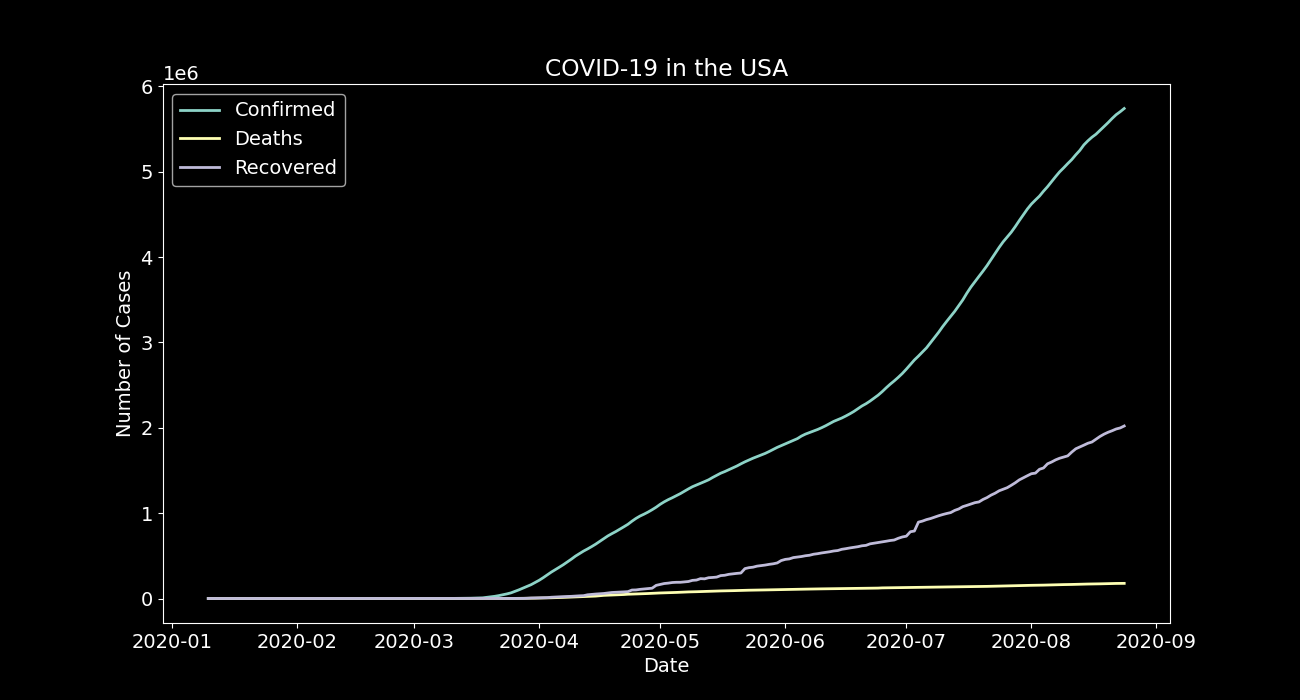 COVID-19 in the USA
1e6
6
5
4
3
2
1
0
Number of Cases
Confirmed
Deaths
Recovered
2020-01 2020-02 2020-03 2020-04 2020-05 2020-06 2020-07 2020-08 2020-09
Date